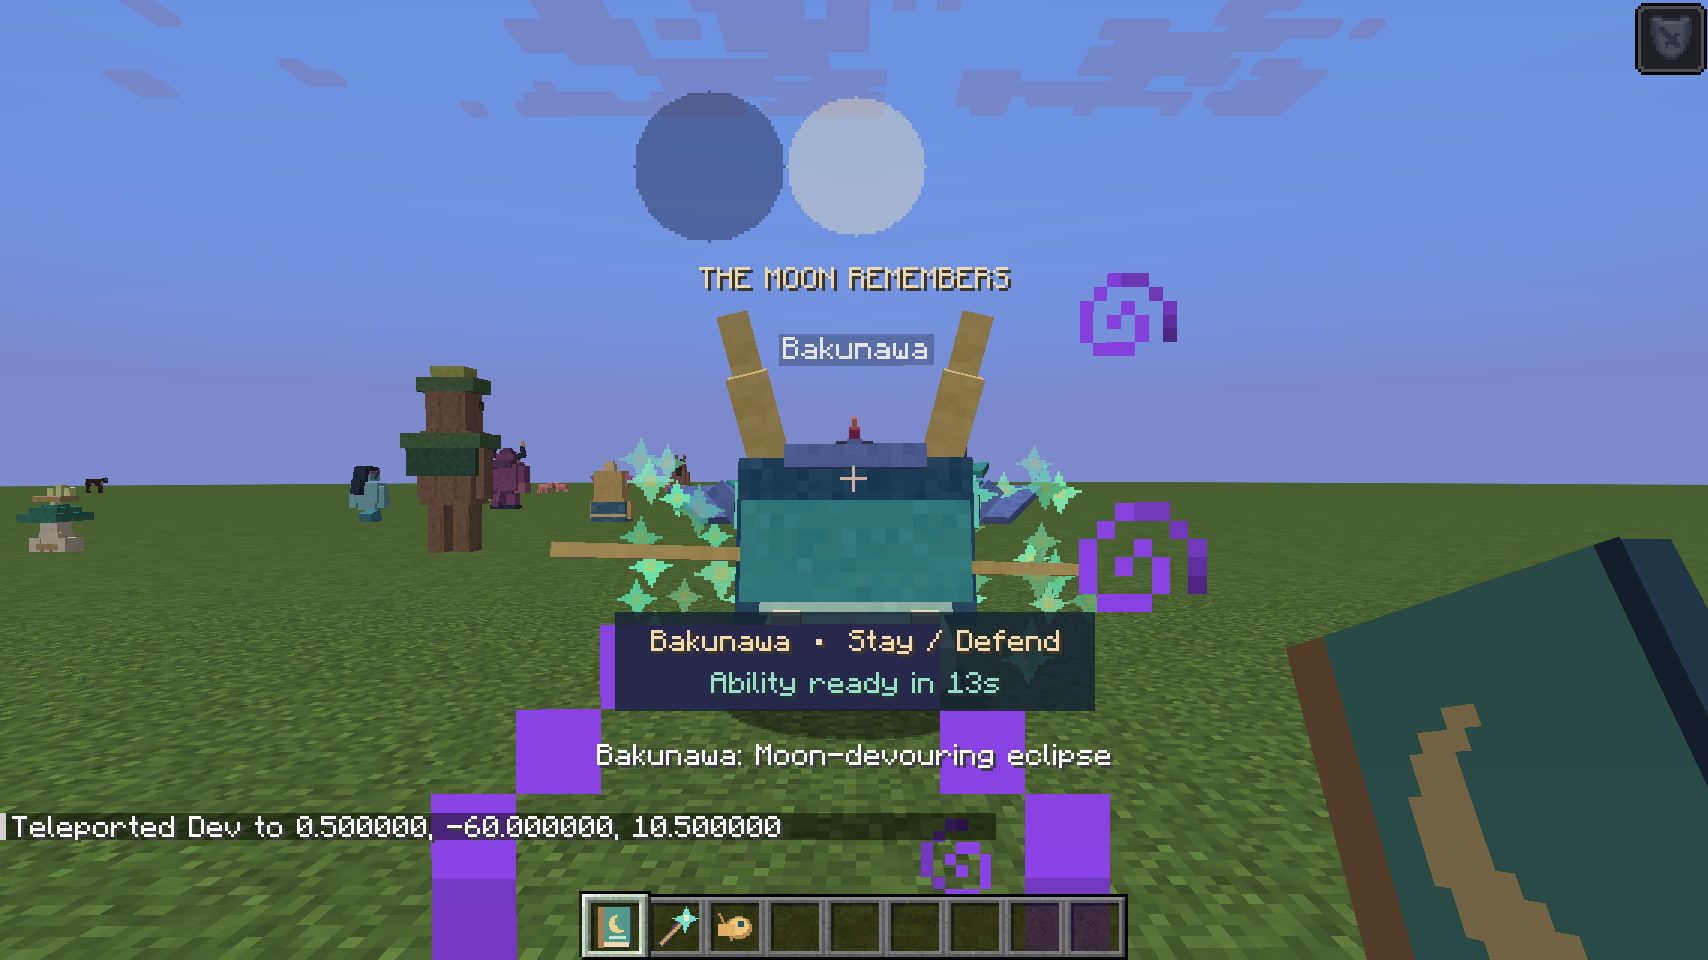 THE MOON REMEMBERS
Bakunawa
Bakunawa • Stay / Defend
Ability ready in 13s
Bakunawa: Moon-devouring eclipse
Teleported Dev to 0.500000, -60.000000, 10.500000